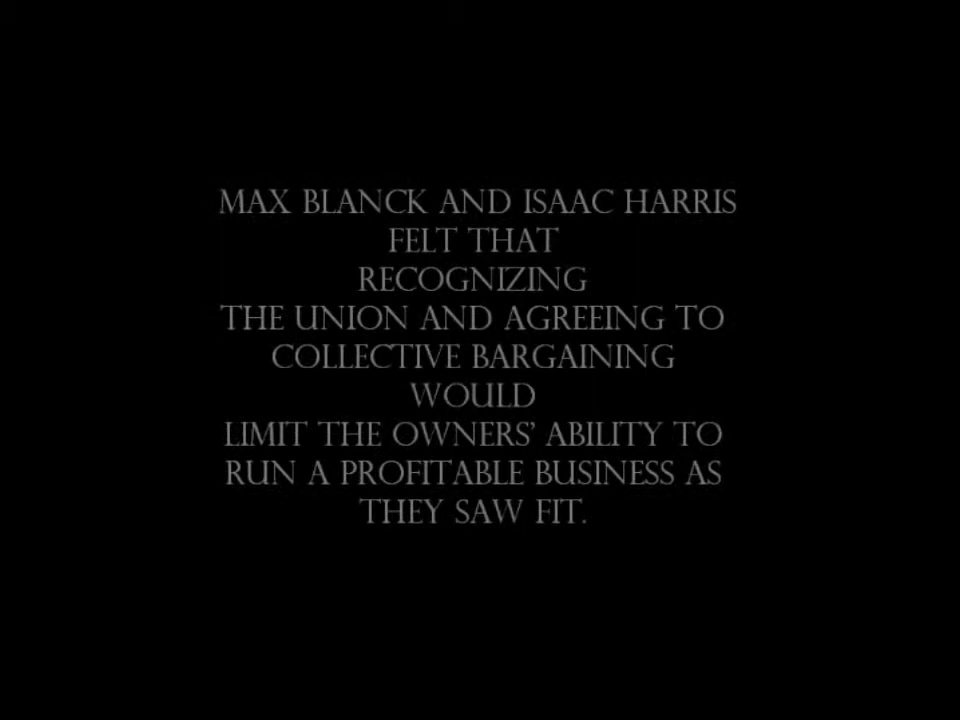 MAX BLANCK AND ISAAC HARRIS
FELT THAT
RECOGNIZING
THE UNION AND AGREEING TO
COLLECTIVE BARGAINING
WOULD
LIMIT THE OWNERS' ABILITY TO
RUN A PROFITABLE BUSINESS AS
THEY SAW FIT.